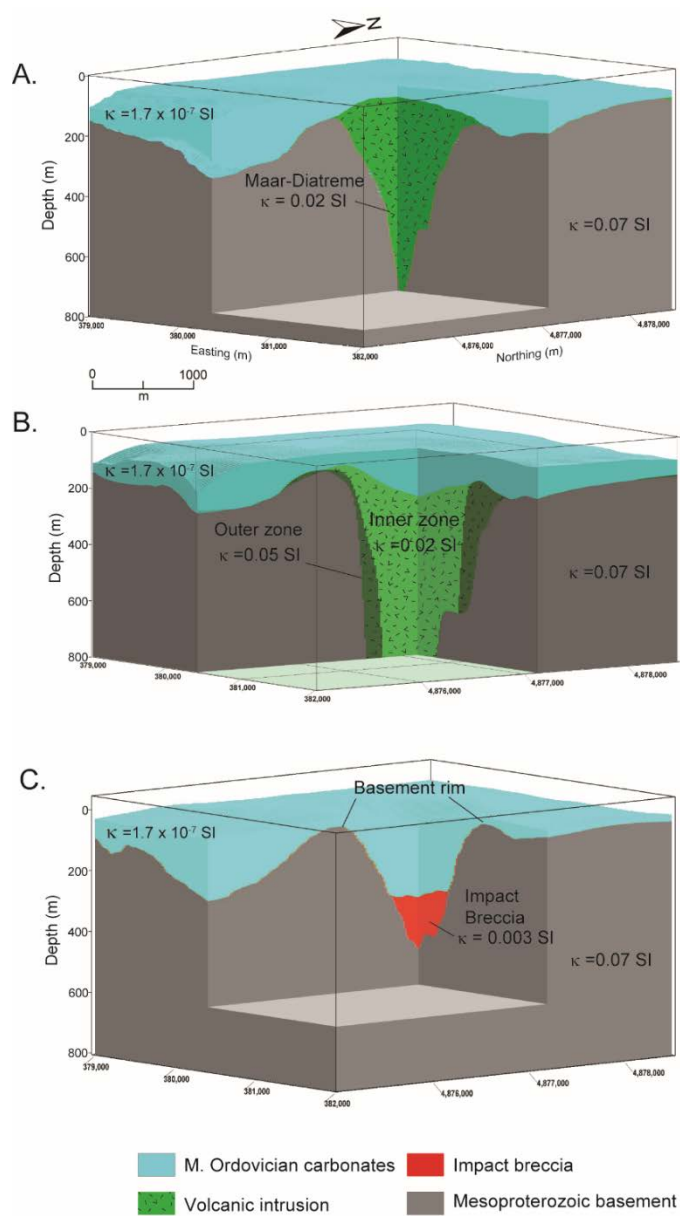 N
A.
0
200
400
600
800
Depth (m)
κ =1.7 x 10⁻⁷ SI
Maar-Diatreme
κ = 0.02 SI
κ =0.07 SI
379,000
380,000
381,000
382,000
4,876,000
4,877,000
4,878,000
Easting (m)
Northing (m)
0
1000
m
B.
0
200
400
600
800
Depth (m)
κ =1.7 x 10⁻⁷ SI
Outer zone
κ =0.05 SI
Inner zone
κ =0.02 SI
κ =0.07 SI
379,000
380,000
381,000
382,000
4,876,000
4,877,000
4,878,000
C.
0
200
400
600
800
Depth (m)
Basement rim
κ =1.7 x 10⁻⁷ SI
Impact
Breccia
κ = 0.003 SI
κ =0.07 SI
379,000
380,000
381,000
382,000
4,876,000
4,877,000
4,878,000
M. Ordovician carbonates
Impact breccia
Volcanic intrusion
Mesoproterozoic basement